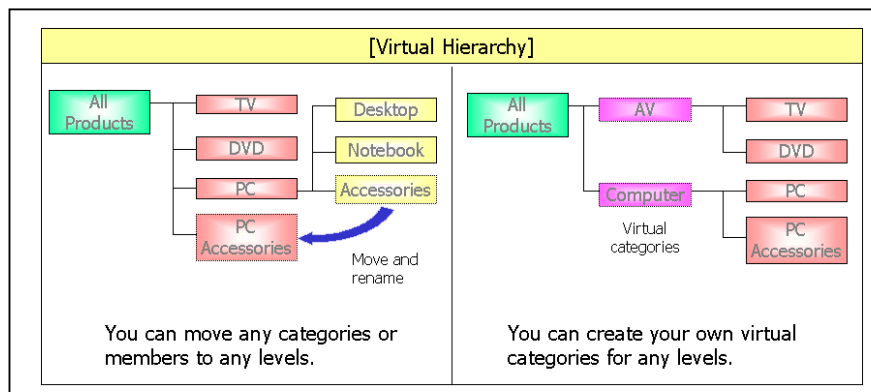 [Virtual Hierarchy]
All
Products
TV
DVD
PC
PC
Accessories
Desktop
Notebook
Accessories
Move and
rename
You can move any categories or
members to any levels.
All
Products
AV
Computer
Virtual
categories
TV
DVD
PC
PC
Accessories
You can create your own virtual
categories for any levels.